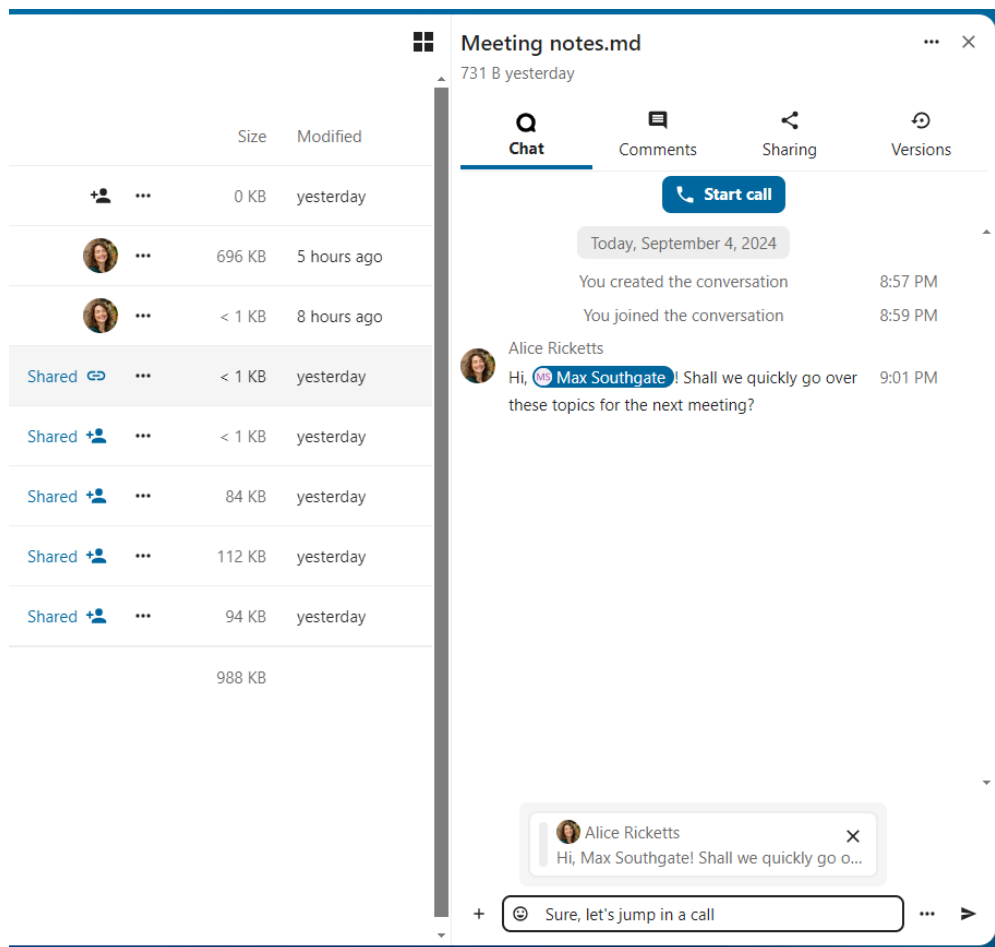 Meeting notes.md
731 B yesterday
Chat
Comments
Sharing
Versions
Start call
Size Modified
0 KB yesterday
696 KB 5 hours ago
< 1 KB 8 hours ago
Shared < 1 KB yesterday
Shared < 1 KB yesterday
Shared 84 KB yesterday
Shared 112 KB yesterday
Shared 94 KB yesterday
988 KB
Today, September 4, 2024
You created the conversation 8:57 PM
You joined the conversation 8:59 PM
Alice Ricketts
Hi, MS Max Southgate! Shall we quickly go over 9:01 PM
these topics for the next meeting?
Alice Ricketts
Hi, Max Southgate! Shall we quickly go o...
Sure, let's jump in a call